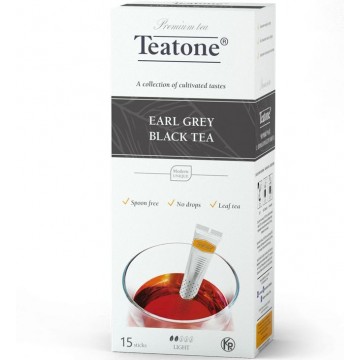 Premium tea
Teatone®
A collection of cultivated tastes
EARL GREY
BLACK TEA
✓ Spoon free ✓ No drops ✓ Leaf tea
15 sticks
LIGHT